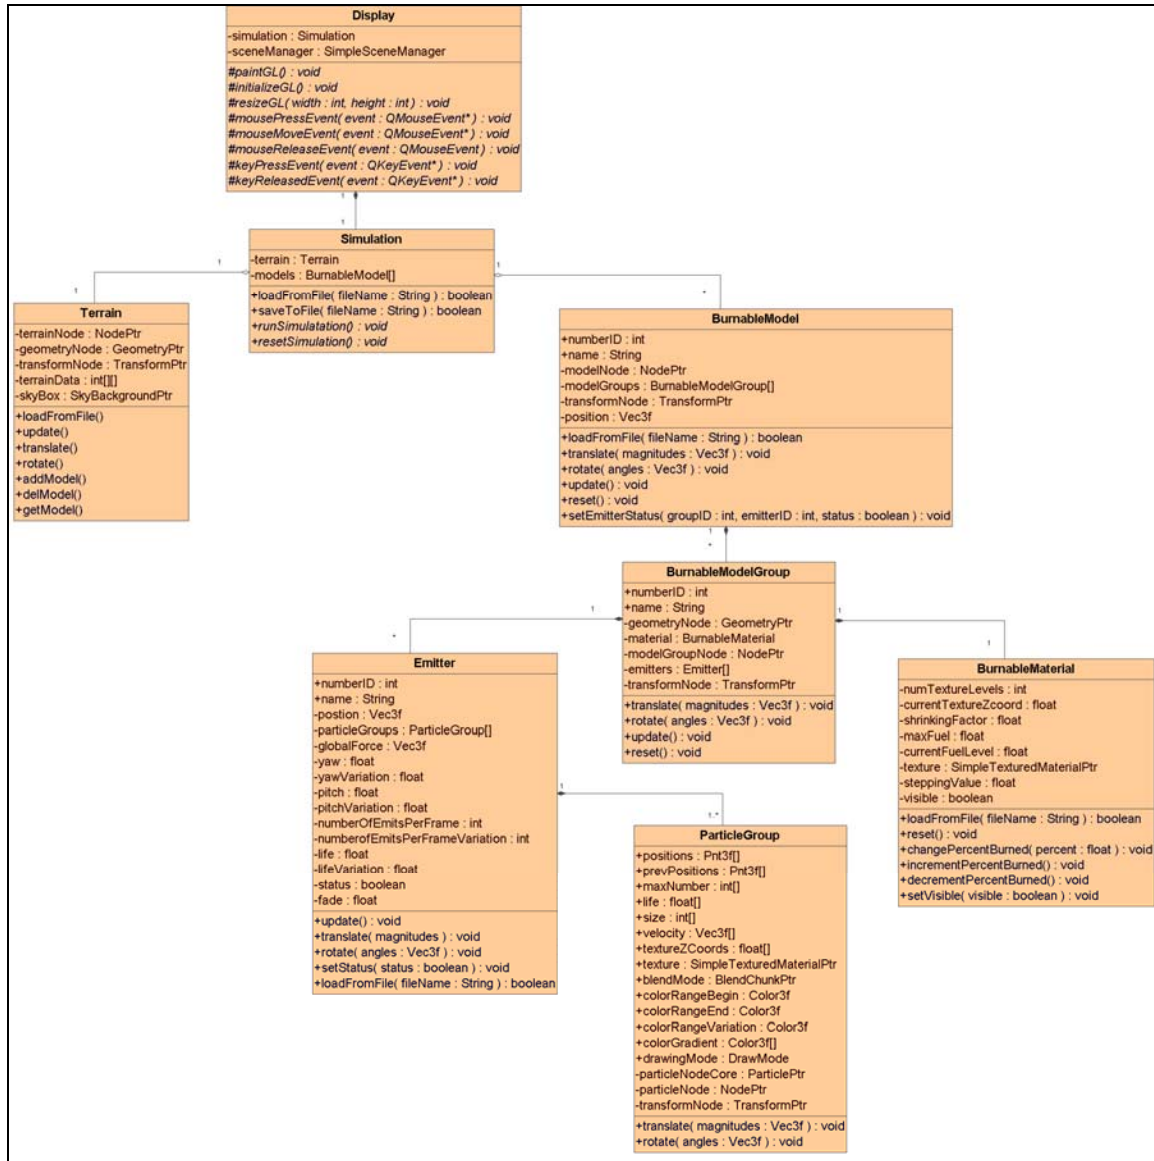 Display
-simulation : Simulation
-sceneManager : SimpleSceneManager
#paintGL() : void
#initializeGL() : void
#resizeGL( width : int, height : int ) : void
#mousePressEvent( event : QMouseEvent* ) : void
#mouseMoveEvent( event : QMouseEvent* ) : void
#mouseReleaseEvent( event : QMouseEvent ) : void
#keyPressEvent( event : QKeyEvent* ) : void
#keyReleasedEvent( event : QKeyEvent* ) : void
1
1
Simulation
-terrain : Terrain
-models : BurnableModel[]
+loadFromFile( fileName : String ) : boolean
+saveToFile( fileName : String ) : boolean
+runSimulatation() : void
+resetSimulation() : void
1
1
1
*
Terrain
-terrainNode : NodePtr
-geometryNode : GeometryPtr
-transformNode : TransformPtr
-terrainData : int[][]
-skyBox : SkyBackgroundPtr
+loadFromFile()
+update()
+translate()
+rotate()
+addModel()
+delModel()
+getModel()
BurnableModel
+numberID : int
+name : String
-modelNode : NodePtr
-modelGroups : BurnableModelGroup[]
-transformNode : TransformPtr
-position : Vec3f
+loadFromFile( fileName : String ) : boolean
+translate( magnitudes : Vec3f ) : void
+rotate( angles : Vec3f ) : void
+update() : void
+reset() : void
+setEmitterStatus( groupID : int, emitterID : int, status : boolean ) : void
1
*
BurnableModelGroup
+numberID : int
+name : String
-geometryNode : GeometryPtr
-material : BurnableMaterial
-modelGroupNode : NodePtr
-emitters : Emitter[]
-transformNode : TransformPtr
+translate( magnitudes : Vec3f ) : void
+rotate( angles : Vec3f ) : void
+update() : void
+reset() : void
1
*
1
1
Emitter
+numberID : int
+name : String
-postion : Vec3f
-particleGroups : ParticleGroup[]
-globalForce : Vec3f
-yaw : float
-yawVariation : float
-pitch : float
-pitchVariation : float
-numberOfEmitsPerFrame : int
-numberofEmitsPerFrameVariation : int
-life : float
-lifeVariation : float
-status : boolean
-fade : float
+update() : void
+translate( magnitudes ) : void
+rotate( angles : Vec3f ) : void
+setStatus( status : boolean ) : void
+loadFromFile( fileName : String ) : boolean
BurnableMaterial
-numTextureLevels : int
-currentTextureZcoord : float
-shrinkingFactor : float
-maxFuel : float
-currentFuelLevel : float
-texture : SimpleTexturedMaterialPtr
-steppingValue : float
-visible : boolean
+loadFromFile( fileName : String ) : boolean
+reset() : void
+changePercentBurned( percent : float ) : void
+incrementPercentBurned() : void
+decrementPercentBurned() : void
+setVisible( visible : boolean ) : void
1
1..*
ParticleGroup
+positions : Pnt3f[]
+prevPositions : Pnt3f[]
+maxNumber : int[]
+life : float[]
+size : int[]
+velocity : Vec3f[]
+textureZCoords : float[]
+texture : SimpleTexturedMaterialPtr
+blendMode : BlendChunkPtr
+colorRangeBegin : Color3f
+colorRangeEnd : Color3f
+colorRangeVariation : Color3f
+colorGradient : Color3f[]
+drawingMode : DrawMode
-particleNodeCore : ParticlePtr
-particleNode : NodePtr
-transformNode : TransformPtr
+translate( magnitudes : Vec3f ) : void
+rotate( angles : Vec3f ) : void